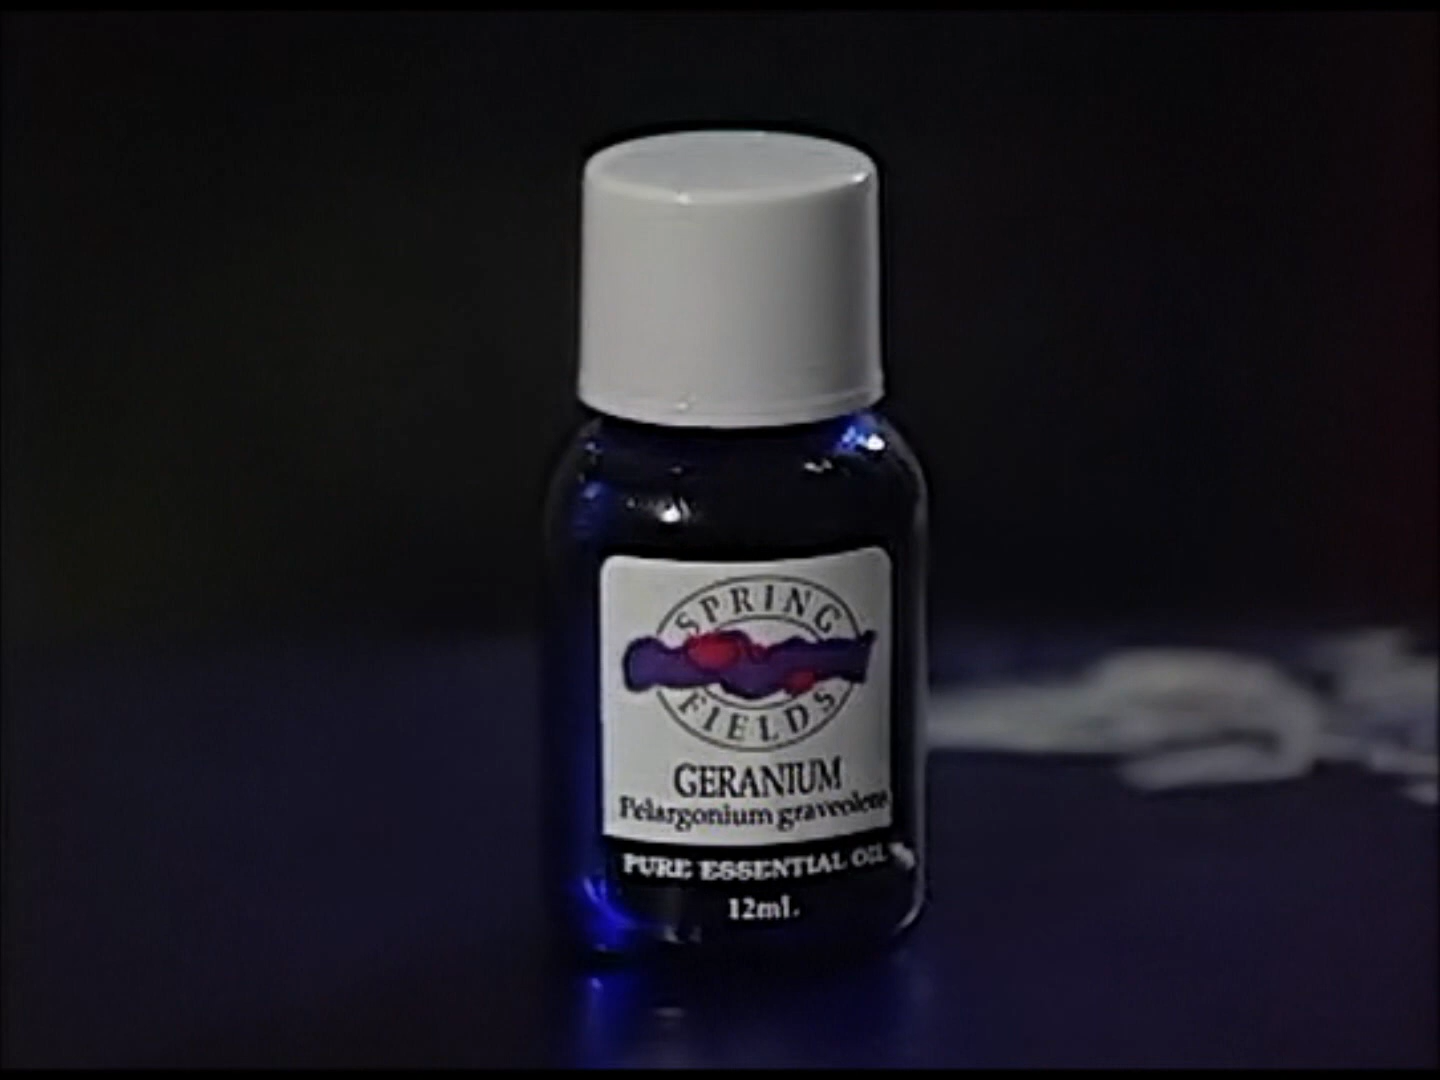 SPRING
FIELDS
GERANIUM
Pelargonium graveolens
PURE ESSENTIAL OIL
12ml.